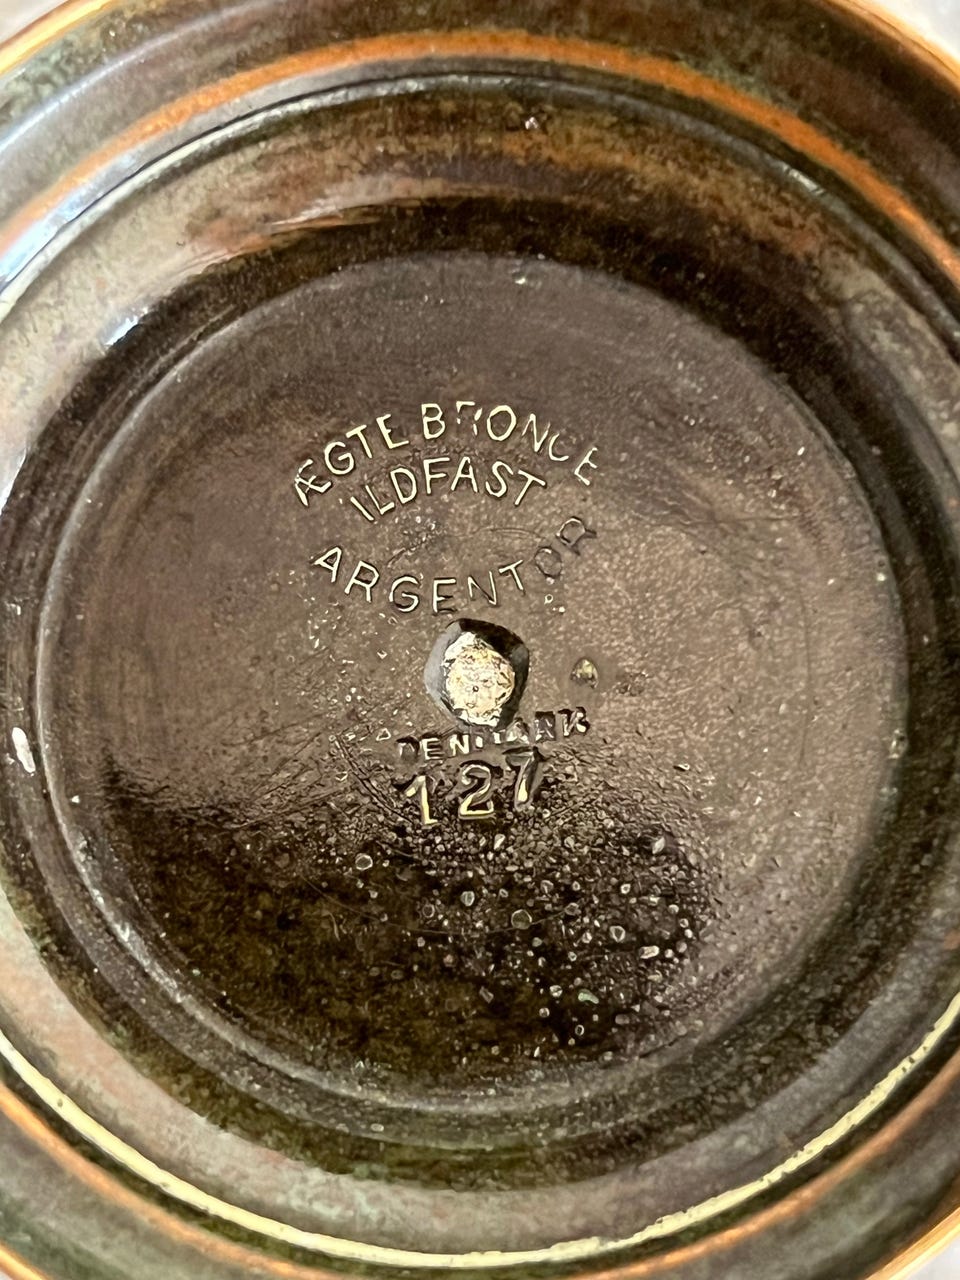 ÆGTE BRONCE
ILDFAST
ARGENTOR
DENMARK
127